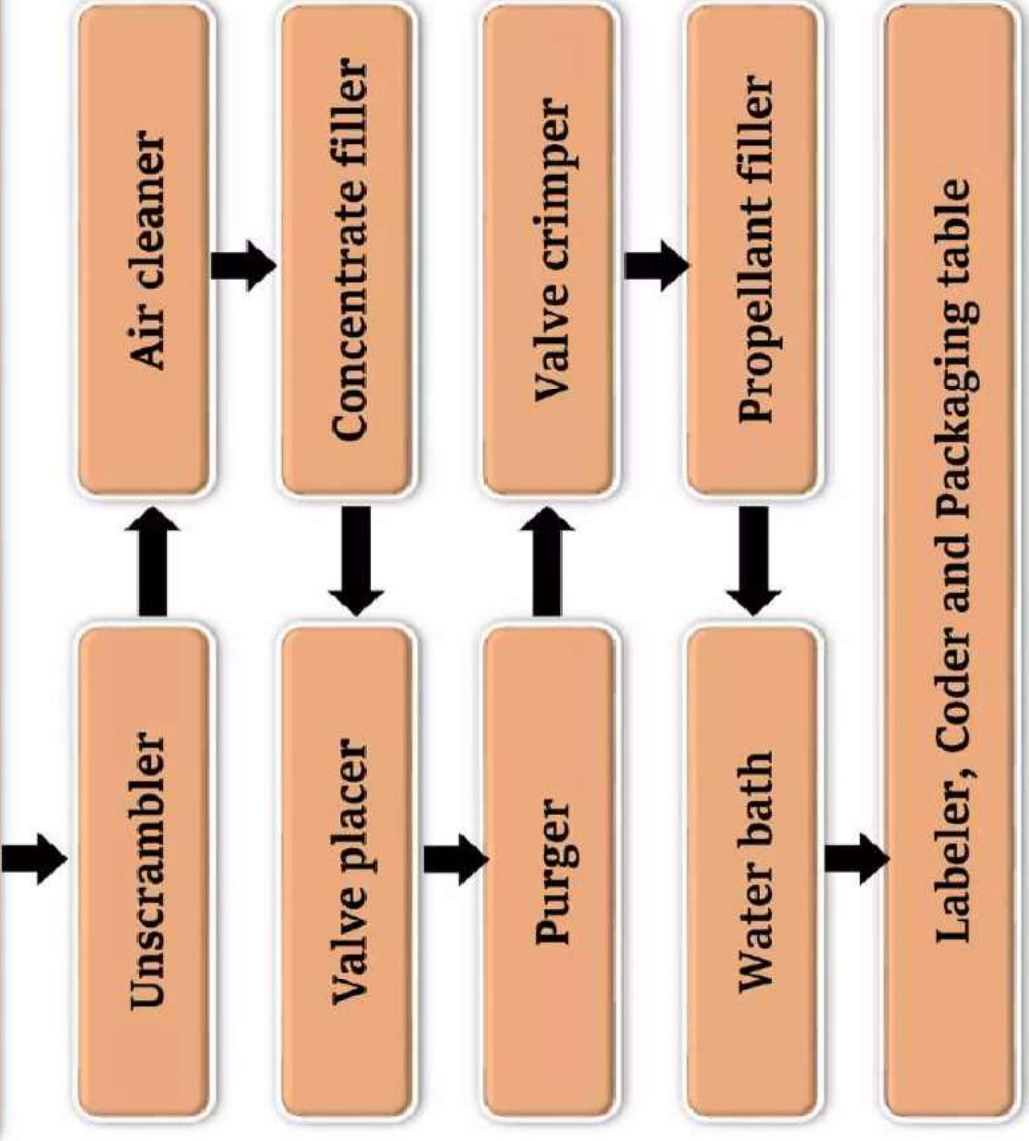 Unscrambler
Air cleaner
Concentrate filler
Valve placer
Purger
Valve crimper
Propellant filler
Water bath
Labeler, Coder and Packaging table